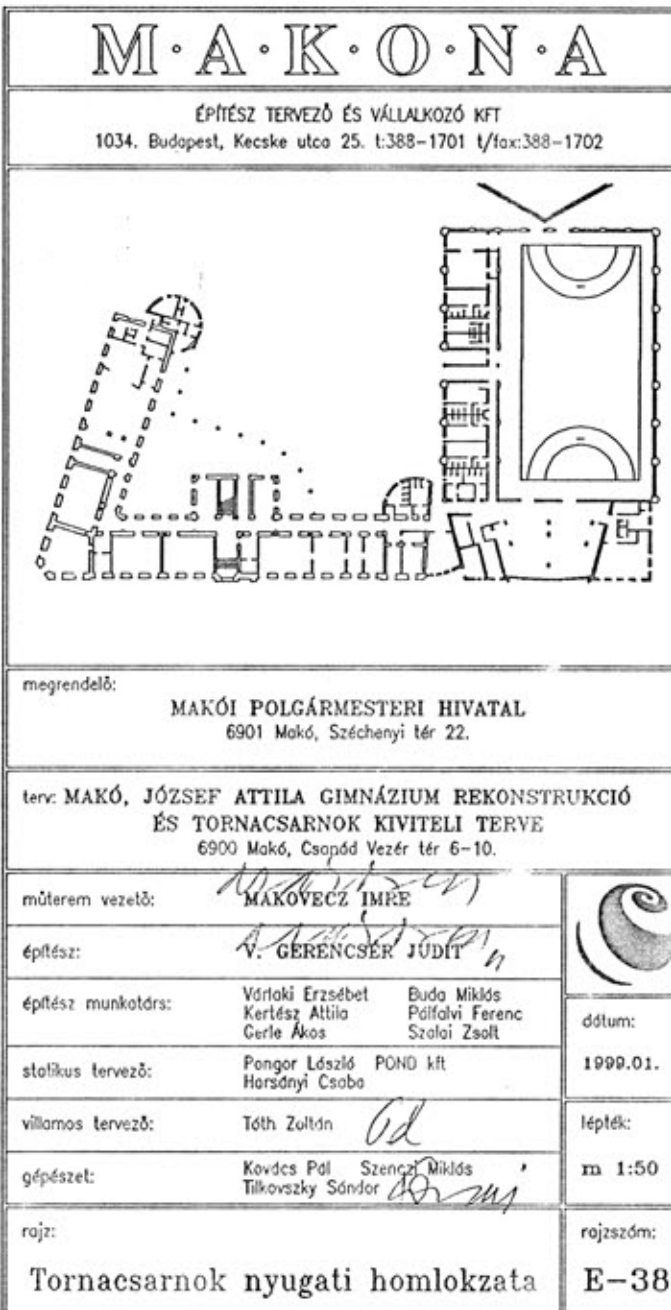 M·A·K·O·N·A
ÉPÍTÉSZ TERVEZŐ ÉS VÁLLALKOZÓ KFT
1034. Budapest, Kecske utca 25. t:388-1701 t/fax:388-1702
megrendelő:
MAKÓI POLGÁRMESTERI HIVATAL
6901 Makó, Széchenyi tér 22.
terv: MAKÓ, JÓZSEF ATTILA GIMNÁZIUM REKONSTRUKCIÓ
ÉS TORNACSARNOK KIVITELI TERVE
6900 Makó, Csanád Vezér tér 6-10.
műterem vezető: MAKOVECZ IMRE
építész: V. GERENCSÉR JUDIT
építész munkatárs: Várlaki Erzsébet Buda Miklós
Kertész Attila Pálfalvi Ferenc
Gerle Ákos Szalai Zsolt
dátum:
1999.01.
statikus tervező: Pongor László POND kft
Harsányi Csaba
villamos tervező: Tóth Zoltán
lépték:
m 1:50
gépészet: Kovács Pál Szenczi Miklós
Tilkovszky Sándor
rajz:
Tornacsarnok nyugati homlokzata
rajzszám:
E-38